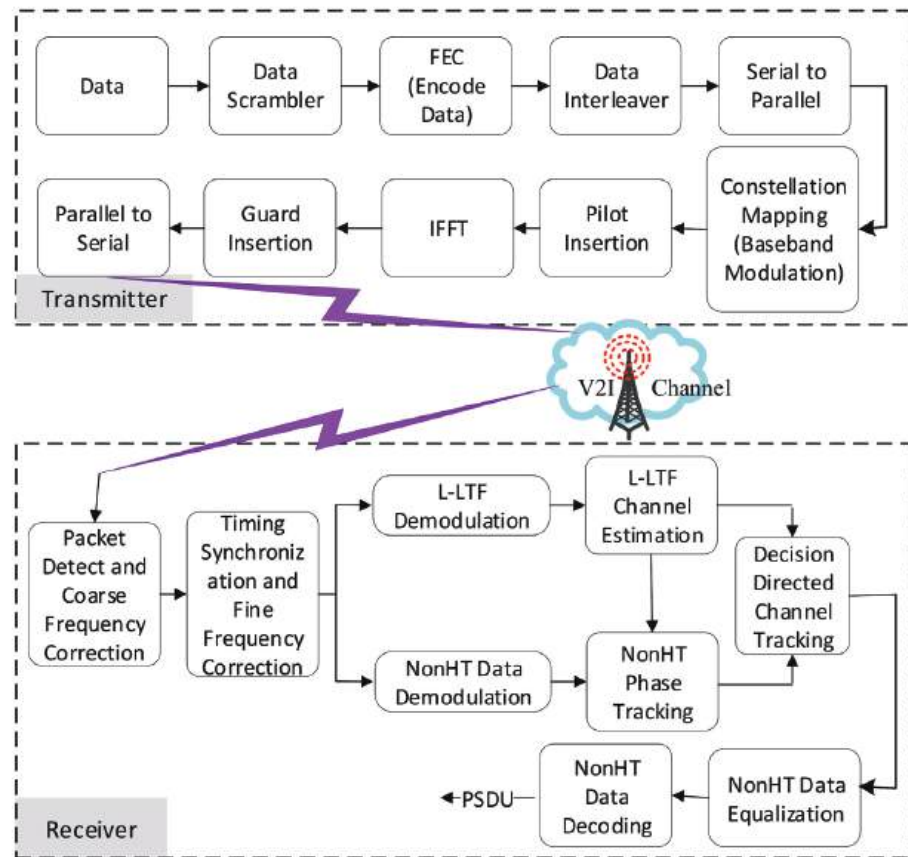 Data
Data
Scrambler
FEC
(Encode
Data)
Data
Interleaver
Serial to
Parallel
Parallel to
Serial
Guard
Insertion
IFFT
Pilot
Insertion
Constellation
Mapping
(Baseband
Modulation)
Transmitter
V2I Channel
Packet
Detect and
Coarse
Frequency
Correction
Timing
Synchroniz
ation and
Fine
Frequency
Correction
L-LTF
Demodulation
L-LTF
Channel
Estimation
Decision
Directed
Channel
Tracking
NonHT Data
Demodulation
NonHT
Phase
Tracking
PSDU
NonHT
Data
Decoding
NonHT Data
Equalization
Receiver